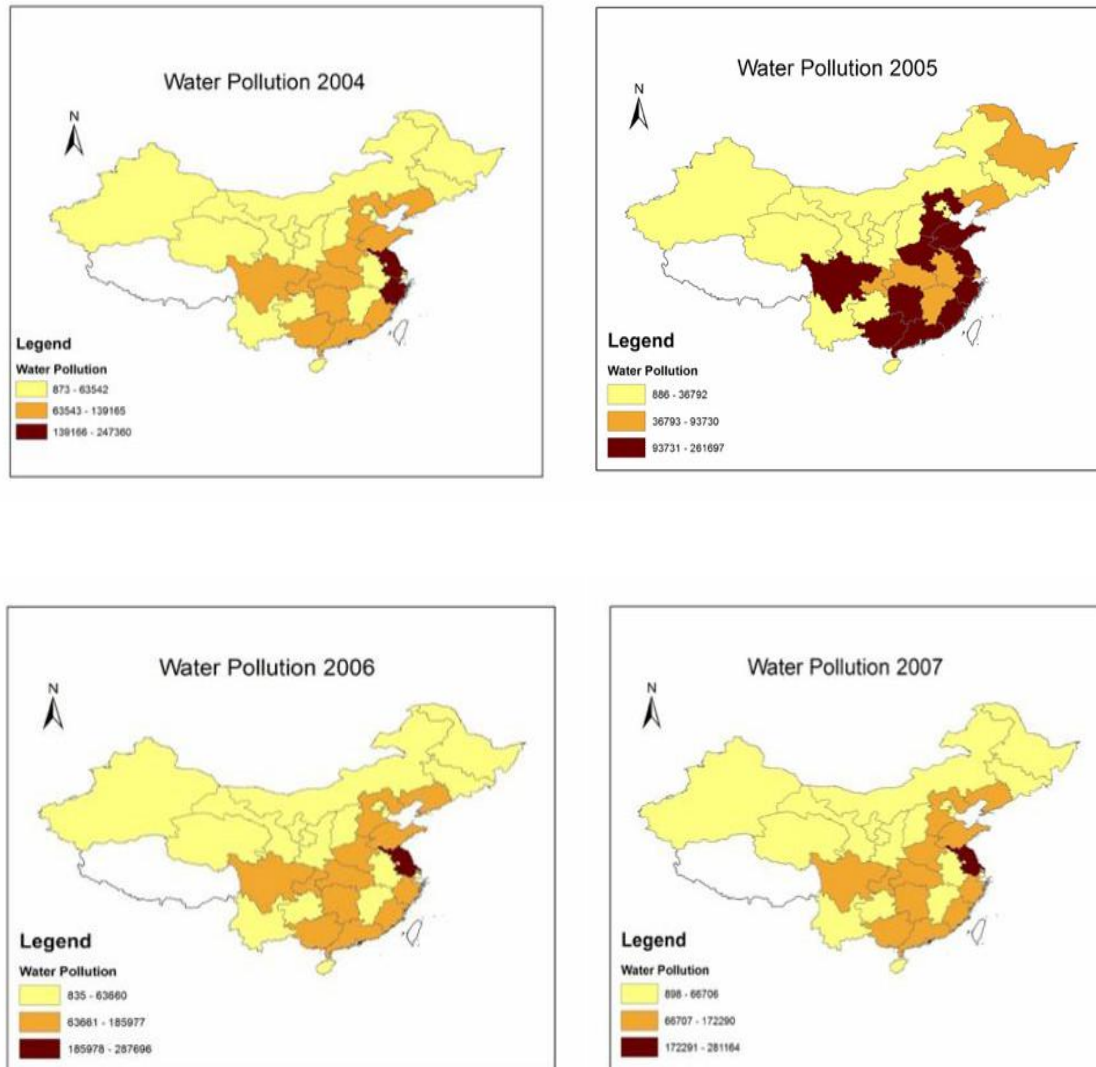 Water Pollution 2004
N
Legend
Water Pollution
873 - 63542
63543 - 139165
139166 - 247360
Water Pollution 2005
N
Legend
Water Pollution
886 - 36792
36793 - 93730
93731 - 261697
Water Pollution 2006
N
Legend
Water Pollution
835 - 63660
63661 - 185977
185978 - 287696
Water Pollution 2007
N
Legend
Water Pollution
898 - 66706
66707 - 172290
172291 - 281164